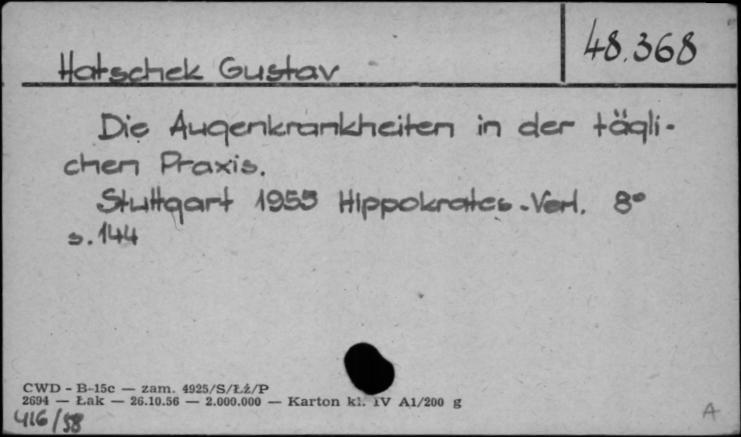 48.368
Hatschek Gustav
Die Augenkrankheiten in der tägli-
chen Praxis.
Stuttgart 1955 Hippokrates-Verl. 8°
s. 144
CWD - B-15c — zam. 4925/S/Łż/P
2694 — Łak — 26.10.56 — 2.000.000 — Karton kl. IV A1/200 g
416/58
A